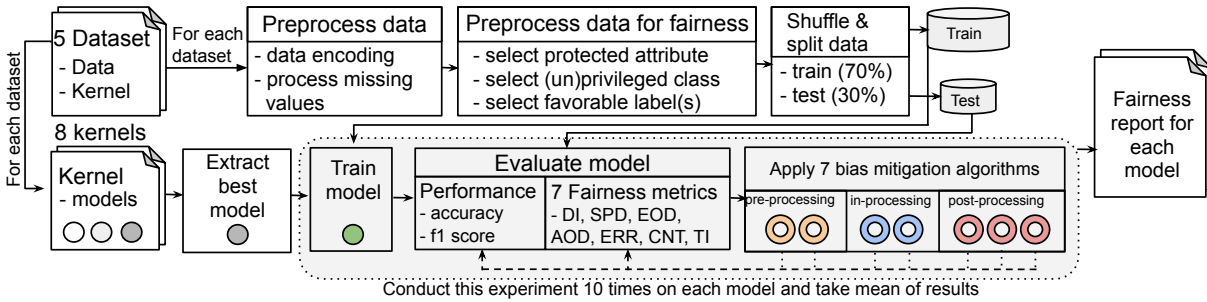 5 Dataset
- Data
- Kernel
For each dataset
For each
dataset
Preprocess data
- data encoding
- process missing
values
Preprocess data for fairness
- select protected attribute
- select (un)privileged class
- select favorable label(s)
Shuffle &
split data
- train (70%)
- test (30%)
Train
Test
8 kernels
Kernel
- models
Extract
best
model
Train
model
Evaluate model
Performance
- accuracy
- f1 score
7 Fairness metrics
- DI, SPD, EOD,
AOD, ERR, CNT, TI
Apply 7 bias mitigation algorithms
pre-processing
in-processing
post-processing
Fairness
report for
each
model
Conduct this experiment 10 times on each model and take mean of results